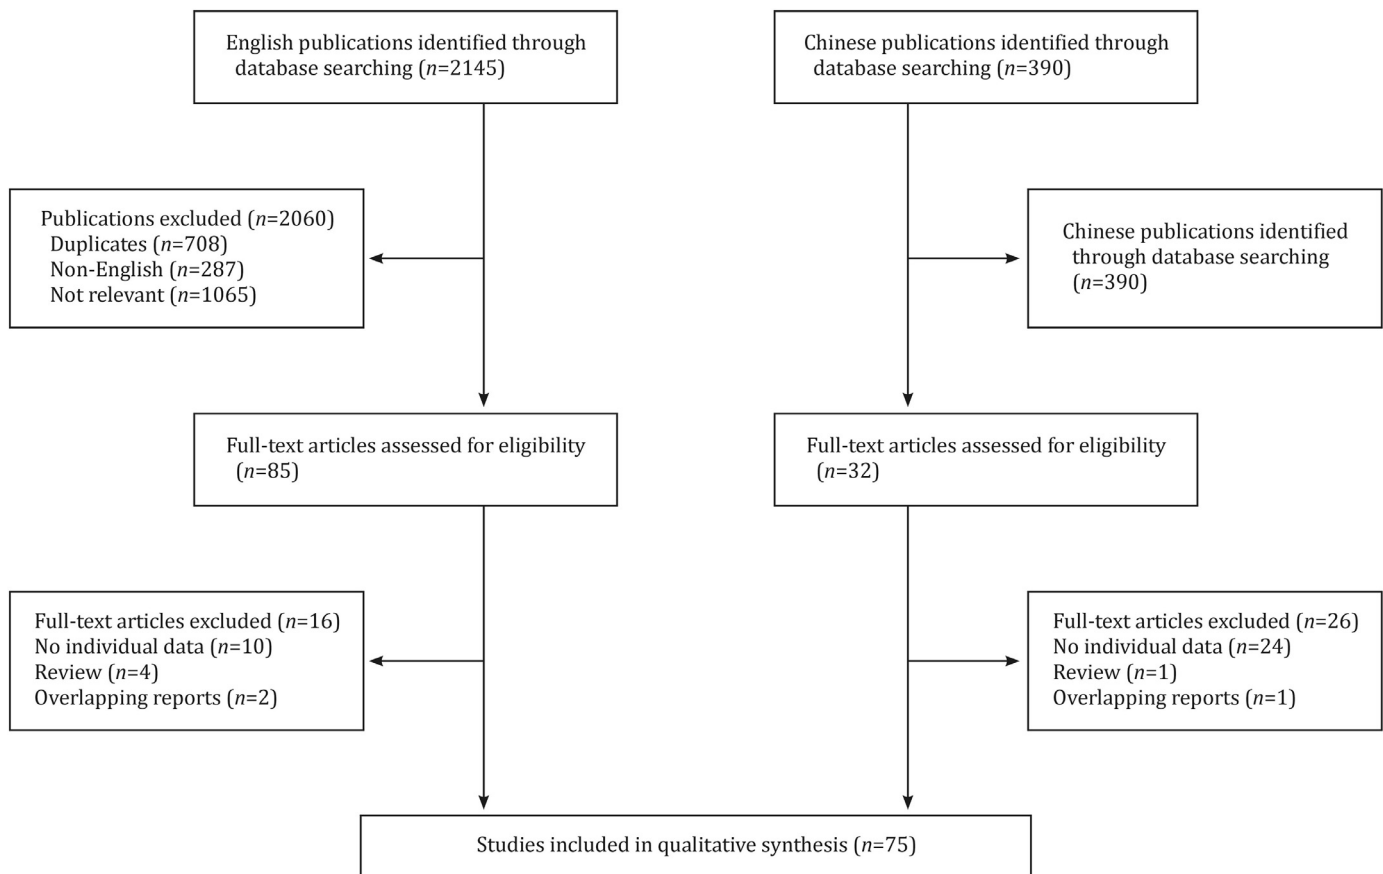 English publications identified through
database searching (n=2145)
Chinese publications identified through
database searching (n=390)
Publications excluded (n=2060)
Duplicates (n=708)
Non-English (n=287)
Not relevant (n=1065)
Chinese publications identified
through database searching
(n=390)
Full-text articles assessed for eligibility
(n=85)
Full-text articles assessed for eligibility
(n=32)
Full-text articles excluded (n=16)
No individual data (n=10)
Review (n=4)
Overlapping reports (n=2)
Full-text articles excluded (n=26)
No individual data (n=24)
Review (n=1)
Overlapping reports (n=1)
Studies included in qualitative synthesis (n=75)